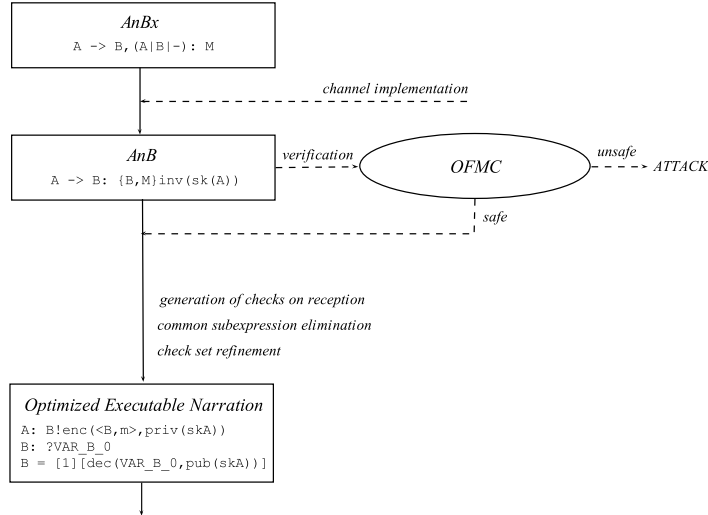 AnBx
A -> B,(A|B|-): M
channel implementation
AnB
A -> B: {B,M}inv(sk(A))
verification
OFMC
unsafe
ATTACK
safe
generation of checks on reception
common subexpression elimination
check set refinement
Optimized Executable Narration
A: B!enc(<B,m>,priv(skA))
B: ?VAR_B_0
B = [1][dec(VAR_B_0,pub(skA))]